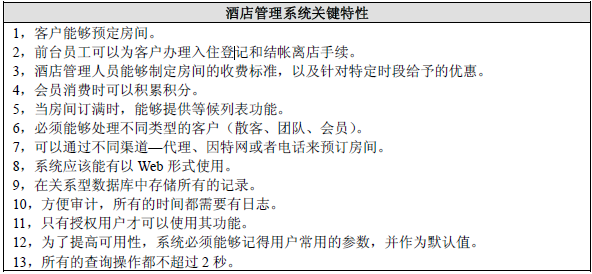 酒店管理系统关键特性
1，客户能够预定房间。
2，前台员工可以为客户办理入住登记和结帐离店手续。
3，酒店管理人员能够制定房间的收费标准，以及针对特定时段给予的优惠。
4，会员消费时可以积累积分。
5，当房间订满时，能够提供等候列表功能。
6，必须能够处理不同类型的客户（散客、团队、会员）。
7，可以通过不同渠道—代理、因特网或者电话来预订房间。
8，系统应该能有以 Web 形式使用。
9，在关系型数据库中存储所有的记录。
10，方便审计，所有的时间都需要有日志。
11，只有授权用户才可以使用其功能。
12，为了提高可用性，系统必须能够记得用户常用的参数，并作为默认值。
13，所有的查询操作都不超过 2 秒。